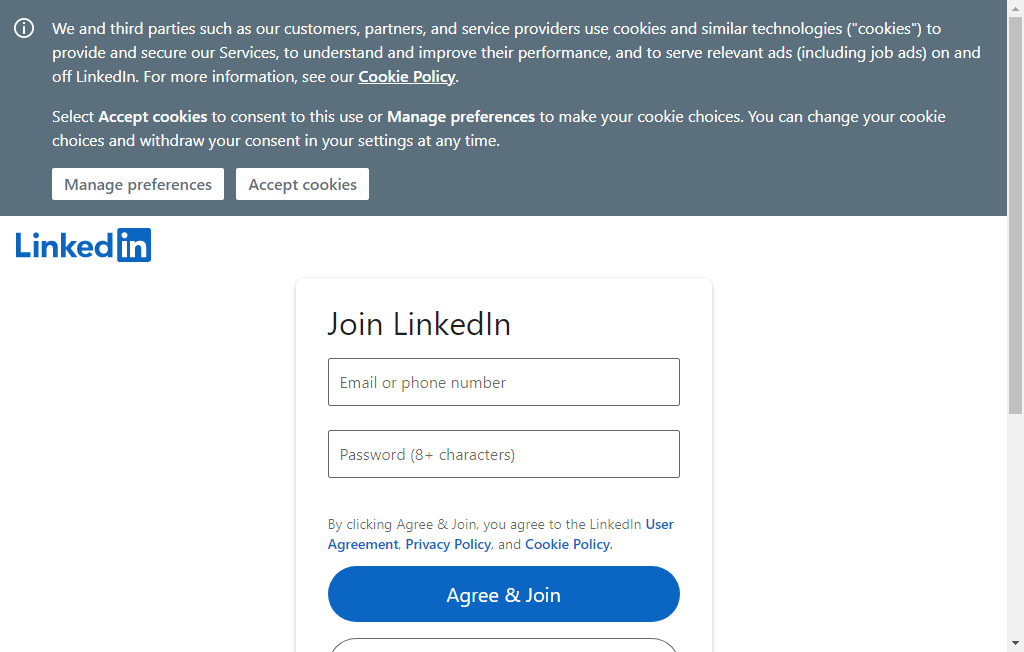 We and third parties such as our customers, partners, and service providers use cookies and similar technologies ("cookies") to
provide and secure our Services, to understand and improve their performance, and to serve relevant ads (including job ads) on and
off LinkedIn. For more information, see our Cookie Policy.
Select Accept cookies to consent to this use or Manage preferences to make your cookie choices. You can change your cookie
choices and withdraw your consent in your settings at any time.
Manage preferences Accept cookies
Linkedin
Join LinkedIn
Email or phone number
Password (8+ characters)
By clicking Agree & Join, you agree to the LinkedIn User
Agreement, Privacy Policy, and Cookie Policy.
Agree & Join